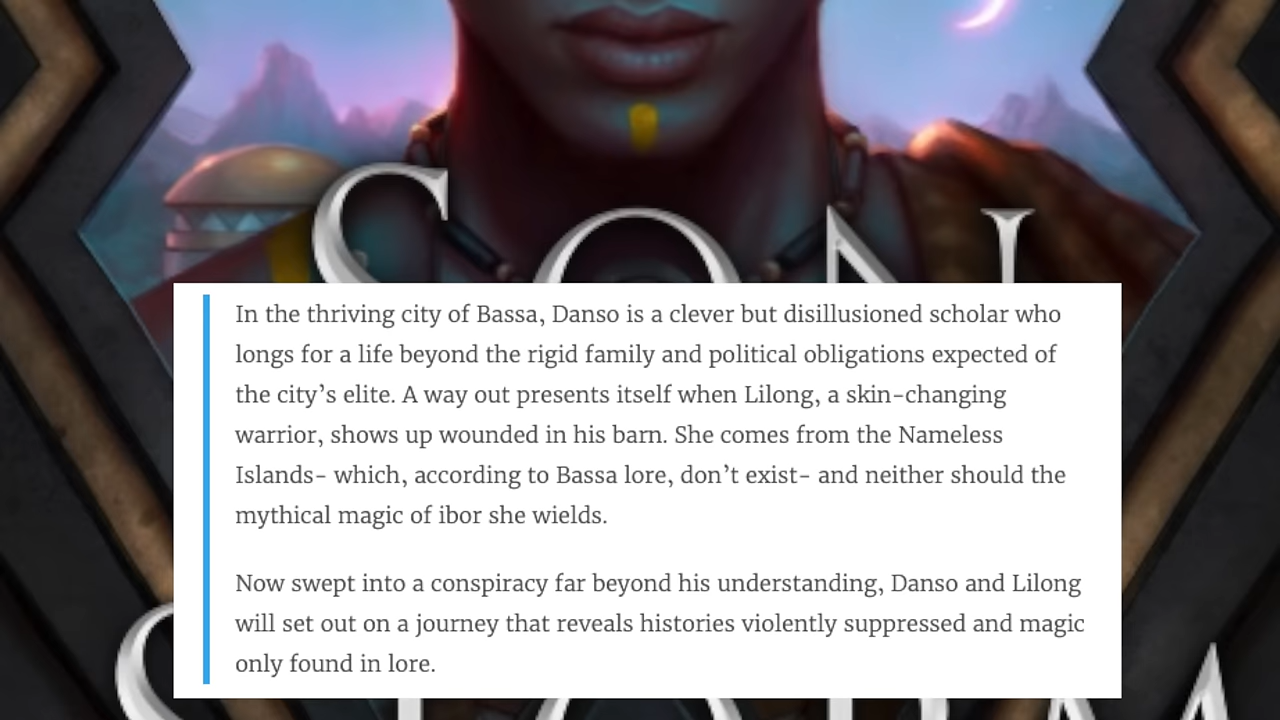 SON
In the thriving city of Bassa, Danso is a clever but disillusioned scholar who
longs for a life beyond the rigid family and political obligations expected of
the city’s elite. A way out presents itself when Lilong, a skin-changing
warrior, shows up wounded in his barn. She comes from the Nameless
Islands- which, according to Bassa lore, don’t exist- and neither should the
mythical magic of ibor she wields.
Now swept into a conspiracy far beyond his understanding, Danso and Lilong
will set out on a journey that reveals histories violently suppressed and magic
only found in lore.